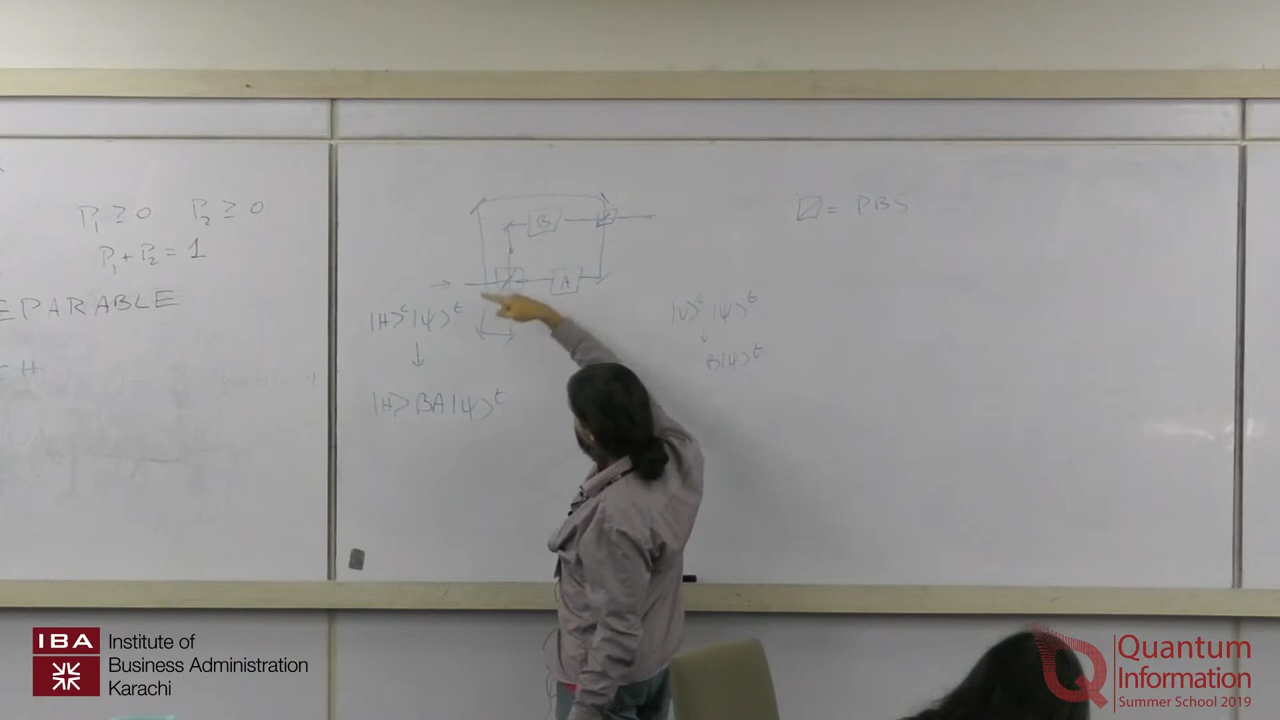 P₁ ≥ 0 P₂ ≥ 0
P₁ + P₂ = 1
EPARABLE
H
B
A
|H>ᶜ|ψ>ᵗ
↓
|H> BA|ψ>ᵗ
= PBS
|V>ᶜ|ψ>ᵗ
↓
B|ψ>ᵗ
IBA
Institute of
Business Administration
Karachi
Quantum
Information
Summer School 2019